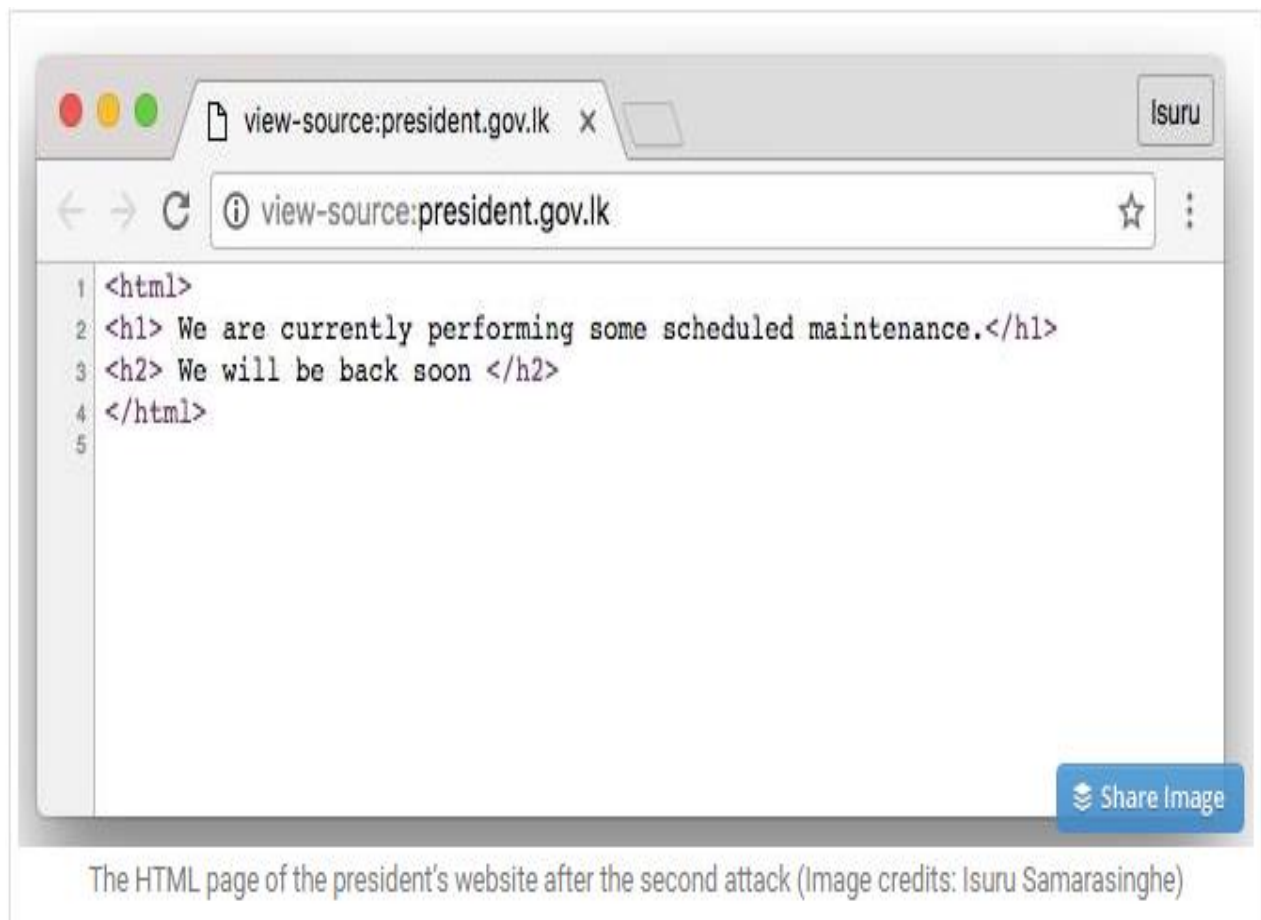 view-source:president.gov.lk
Isuru
view-source:president.gov.lk
1 <html>
2 <h1> We are currently performing some scheduled maintenance.</h1>
3 <h2> We will be back soon </h2>
4 </html>
5
Share Image
The HTML page of the president's website after the second attack (Image credits: Isuru Samarasinghe)